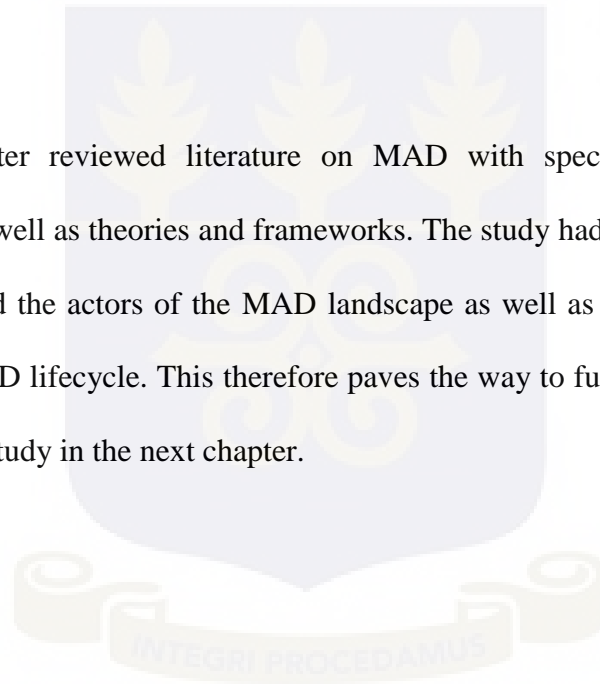 ter reviewed literature on MAD with spec
well as theories and frameworks. The study had
d the actors of the MAD landscape as well as
D lifecycle. This therefore paves the way to fu
tudy in the next chapter.
INTEGRI PROCEDAMUS